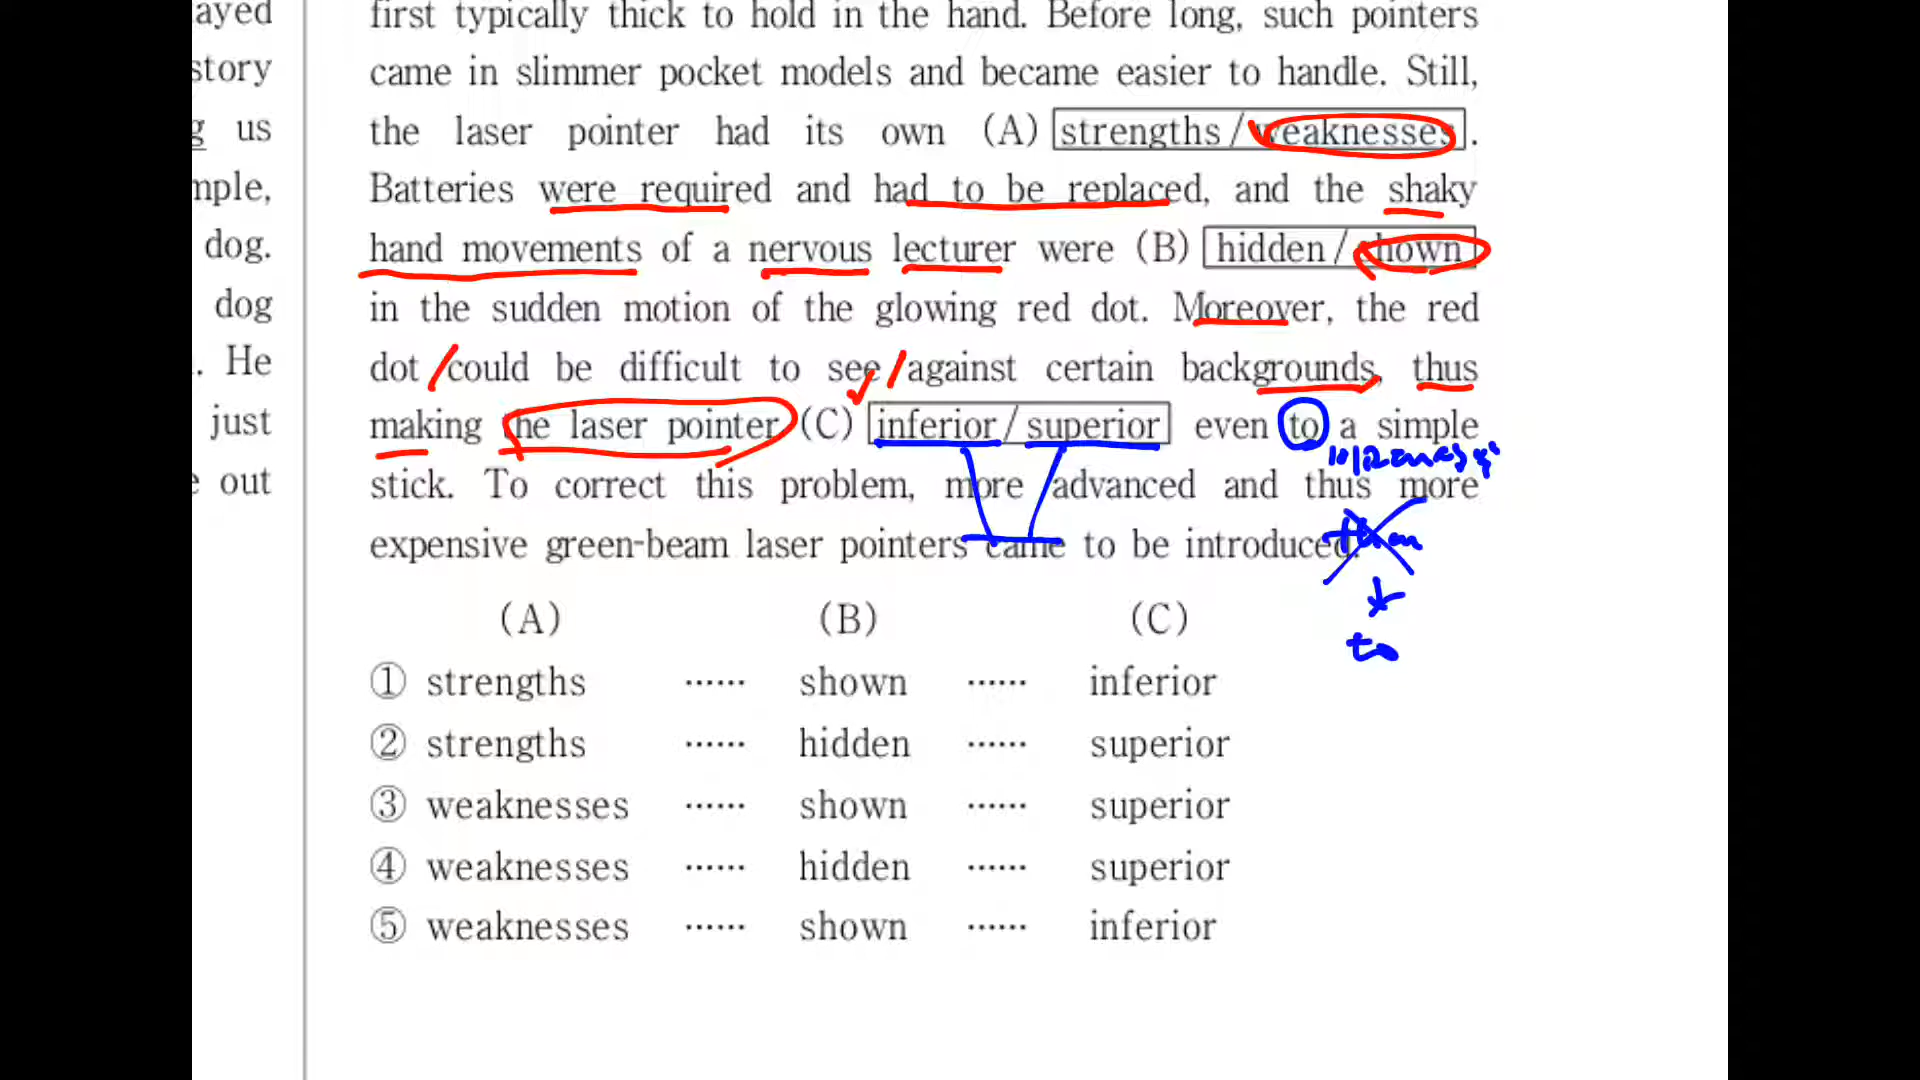 ayed
story
g us
mple,
dog.
dog
. He
just
e out
first typically thick to hold in the hand. Before long, such pointers
came in slimmer pocket models and became easier to handle. Still,
the laser pointer had its own (A) strengths / weaknesses .
Batteries were required and had to be replaced, and the shaky
hand movements of a nervous lecturer were (B) hidden / shown
in the sudden motion of the glowing red dot. Moreover, the red
dot could be difficult to see against certain backgrounds, thus
making the laser pointer (C) inferior / superior even to a simple
stick. To correct this problem, more advanced and thus more
expensive green-beam laser pointers came to be introduced.
than
to
(A) (B) (C)
① strengths …… shown …… inferior
② strengths …… hidden …… superior
③ weaknesses …… shown …… superior
④ weaknesses …… hidden …… superior
⑤ weaknesses …… shown …… inferior